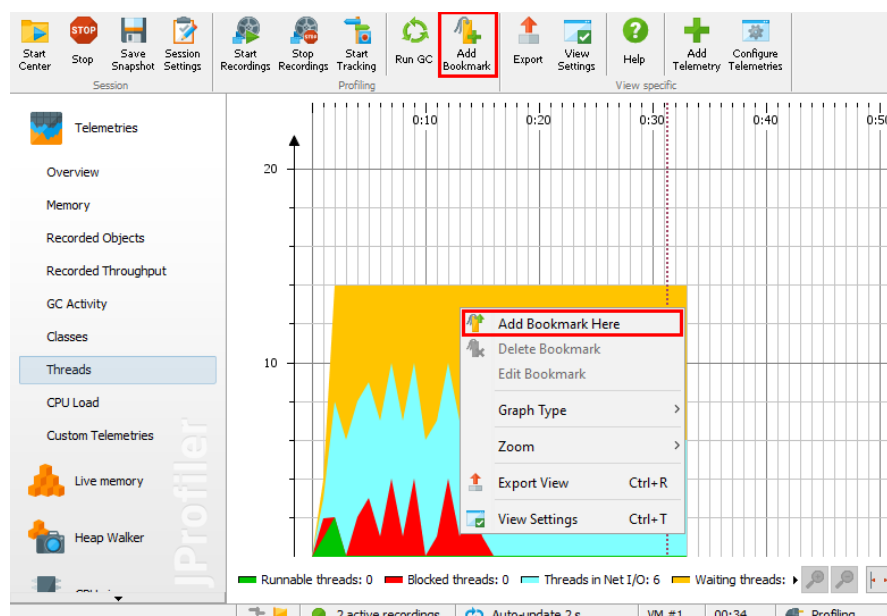 Start Center
Stop
Save Snapshot
Session Settings
Start Recordings
Stop Recordings
Start Tracking
Run GC
Add Bookmark
Export
View Settings
Help
Add Telemetry
Configure Telemetries
Session
Profiling
View specific
Telemetries
Overview
Memory
Recorded Objects
Recorded Throughput
GC Activity
Classes
Threads
CPU Load
Custom Telemetries
Live memory
Heap Walker
JProfiler
0:10 0:20 0:30 0:40 0:50
20
10
Add Bookmark Here
Delete Bookmark
Edit Bookmark
Graph Type
Zoom
Export View Ctrl+R
View Settings Ctrl+T
Runnable threads: 0 Blocked threads: 0 Threads in Net I/O: 6 Waiting threads:
2 active recordings Auto-update 2 s VM #1 00:34 Profiling